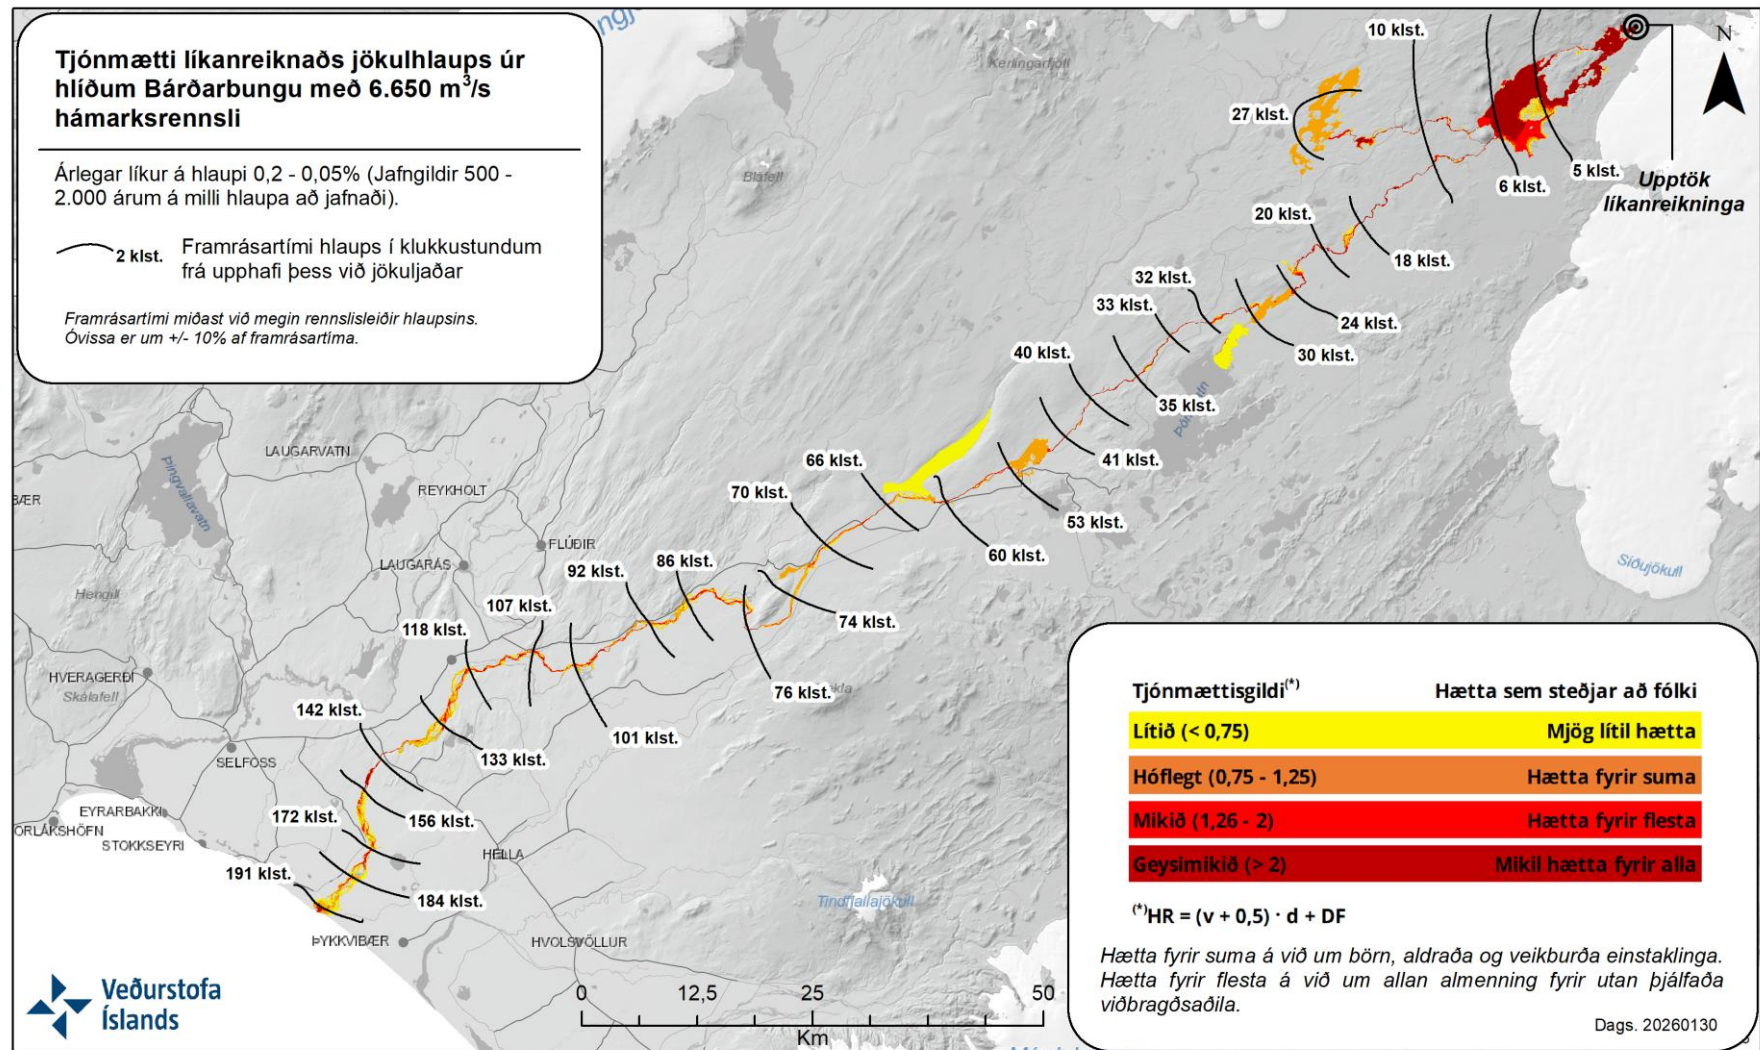 Tjónmætti líkanreiknaðs jökulhlaups úr
hlíðum Bárðarbungu með 6.650 m³/s
hámarksrennsli
Árlegar líkur á hlaupi 0,2 - 0,05% (Jafngildir 500 -
2.000 árum á milli hlaupa að jafnaði).
2 klst.
Framrásartími hlaups í klukkustundum
frá upphafi þess við jökuljaðar
Framrásartími miðast við megin rennslisleiðir hlaupsins.
Óvissa er um +/- 10% af framrásartíma.
Kerlingarfjöll
Bláfell
10 klst.
N
27 klst.
5 klst.
6 klst.
Upptök
líkanreikninga
20 klst.
18 klst.
32 klst.
33 klst.
24 klst.
30 klst.
40 klst.
35 klst.
Þórisvatn
41 klst.
66 klst.
70 klst.
53 klst.
60 klst.
Síðujökull
LAUGARVATN
Þingvallavatn
REYKHOLT
FLÚÐIR
LAUGARÁS
Hengill
92 klst.
86 klst.
107 klst.
118 klst.
74 klst.
76 klst.
HVERAGERÐI
Skálafell
142 klst.
101 klst.
133 klst.
SELFOSS
EYRARBAKKI
ORLÁKSHÖFN
STOKKSEYRI
172 klst.
156 klst.
HELLA
191 klst.
184 klst.
Tindfjallajökull
ÞYKKVIBÆR
HVOLSVÖLLUR
Veðurstofa
Íslands
0 12,5 25 50
Km
Tjónmættisgildi(*) Hætta sem steðjar að fólki
Lítið (< 0,75) Mjög lítil hætta
Hóflegt (0,75 - 1,25) Hætta fyrir suma
Mikið (1,26 - 2) Hætta fyrir flesta
Geysimikið (> 2) Mikil hætta fyrir alla
(*)HR = (v + 0,5) · d + DF
Hætta fyrir suma á við um börn, aldraða og veikburða einstaklinga.
Hætta fyrir flesta á við um allan almenning fyrir utan þjálfaða
viðbragðsaðila.
Dags. 20260130